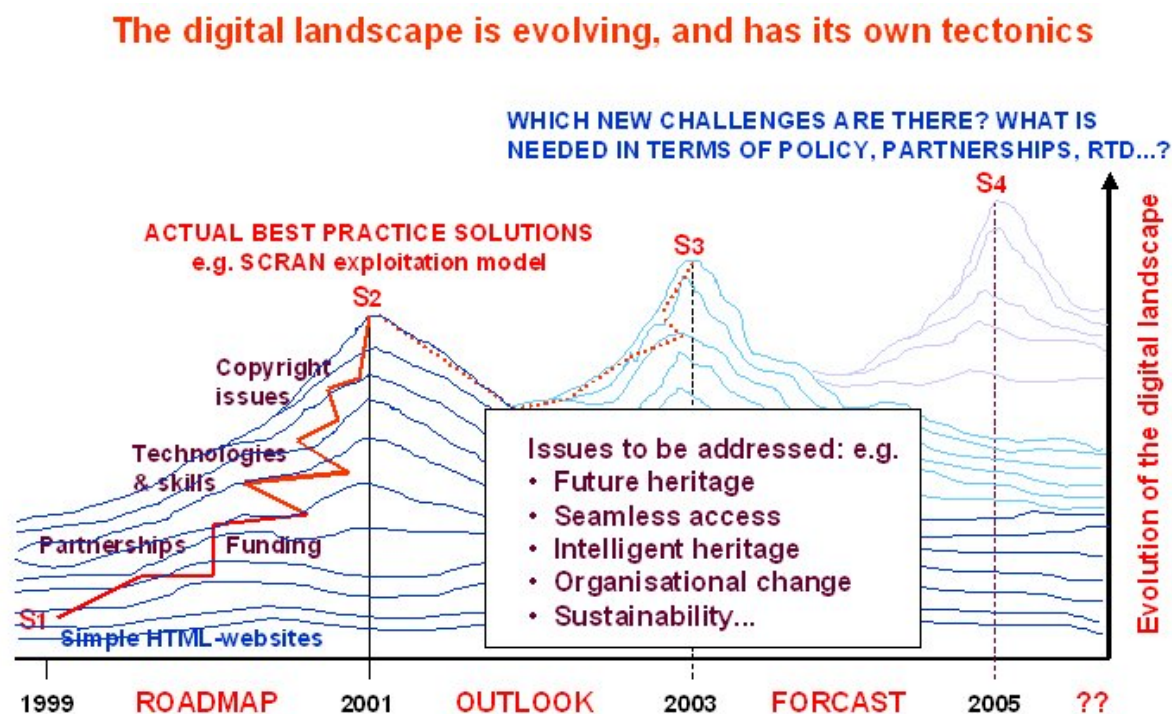 The digital landscape is evolving, and has its own tectonics
WHICH NEW CHALLENGES ARE THERE? WHAT IS
NEEDED IN TERMS OF POLICY, PARTNERSHIPS, RTD...?
S4
ACTUAL BEST PRACTICE SOLUTIONS
e.g. SCRAN exploitation model
S3
S2
Copyright
issues
Technologies
& skills
Partnerships
Funding
S1
Simple HTML-websites
Issues to be addressed: e.g.
• Future heritage
• Seamless access
• Intelligent heritage
• Organisational change
• Sustainability...
Evolution of the digital landscape
1999 ROADMAP 2001 OUTLOOK 2003 FORCAST 2005 ??